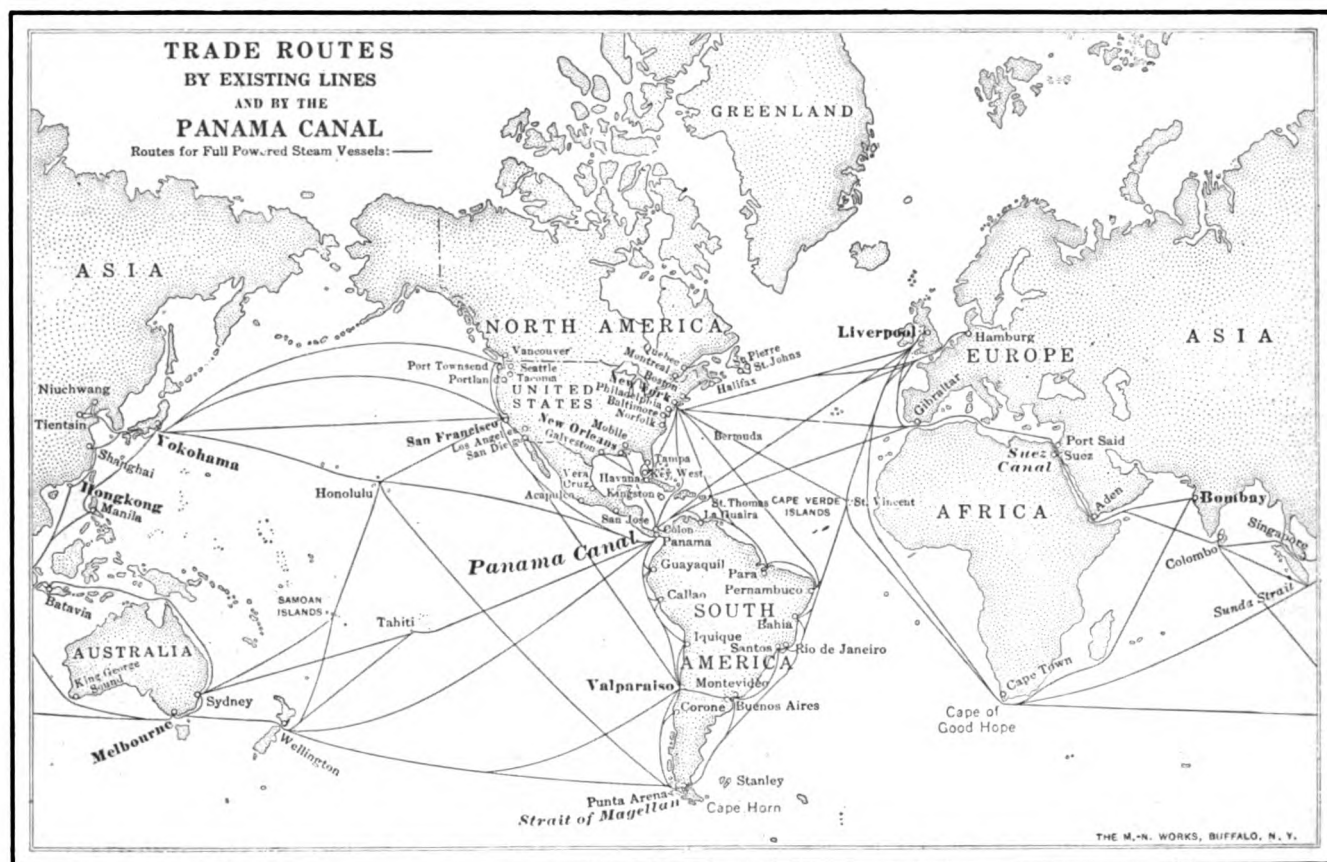 TRADE ROUTES
BY EXISTING LINES
AND BY THE
PANAMA CANAL
Routes for Full Powered Steam Vessels:
GREENLAND
ASIA
NORTH AMERICA
Vancouver
Port Townsend
Seattle
Tacoma
Portland
UNITED
STATES
Quebec
Montreal
Boston
New York
Philadelphia
Baltimore
Norfolk
St. Pierre
St. Johns
Halifax
Liverpool
Hamburg
EUROPE
ASIA
Gibraltar
Niuchwang
Tientsin
Yokohama
Shanghai
Hongkong
Manila
San Francisco
Los Angeles
San Diego
New Orleans
Mobile
Galveston
Tampa
Key West
Bermuda
Havana
Vera
Cruz
Acapulco
Kingston
San Jose
Honolulu
St. Thomas
La Guaira
CAPE VERDE
ISLANDS
St. Vincent
Port Said
Suez
Suez
Canal
Aden
AFRICA
Bombay
Colombo
Singapore
Sunda Strait
Colon
Panama
Panama Canal
Guayaquil
Callao
Para
Pernambuco
SOUTH
AMERICA
Bahia
Iquique
Santos
Rio de Janeiro
Valparaiso
Montevideo
Corone
Buenos Aires
Batavia
SAMOAN
ISLANDS
Tahiti
AUSTRALIA
King George
Sound
Sydney
Melbourne
Wellington
Cape Town
Cape of
Good Hope
Punta Arena
Stanley
Strait of Magellan
Cape Horn
THE M.-N. WORKS, BUFFALO, N. Y.